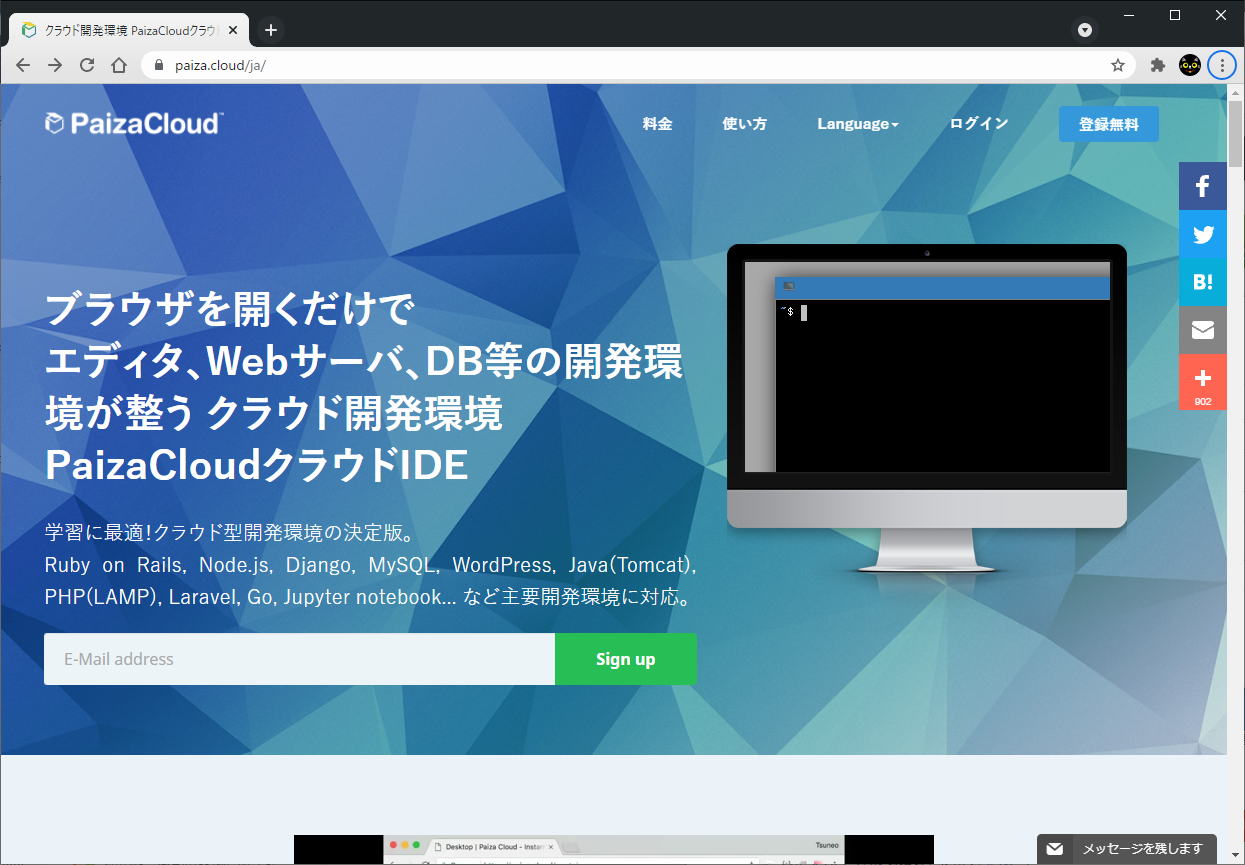 クラウド開発環境 PaizaCloudクラウ
paiza.cloud/ja/
PaizaCloud
料金
使い方
Language
ログイン
登録無料
ブラウザを開くだけで
エディタ、Webサーバ、DB等の開発環
境が整う クラウド開発環境
PaizaCloudクラウドIDE
~$
B!
902
学習に最適！クラウド型開発環境の決定版。
Ruby on Rails, Node.js, Django, MySQL, WordPress, Java(Tomcat),
PHP(LAMP), Laravel, Go, Jupyter notebook... など主要開発環境に対応。
E-Mail address
Sign up
Desktop | Paiza Cloud - Instan
Tsuneo
メッセージを残します